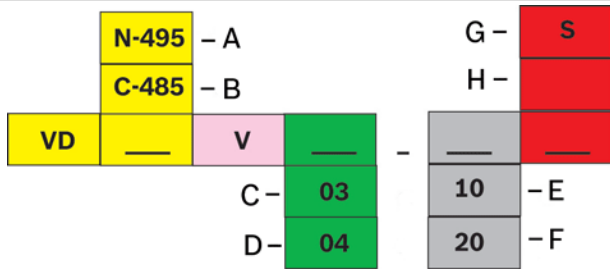 N-495 – A G – S
C-485 – B H –
VD ___ V ___ - ___ ___
C – 03 10 – E
D – 04 20 – F